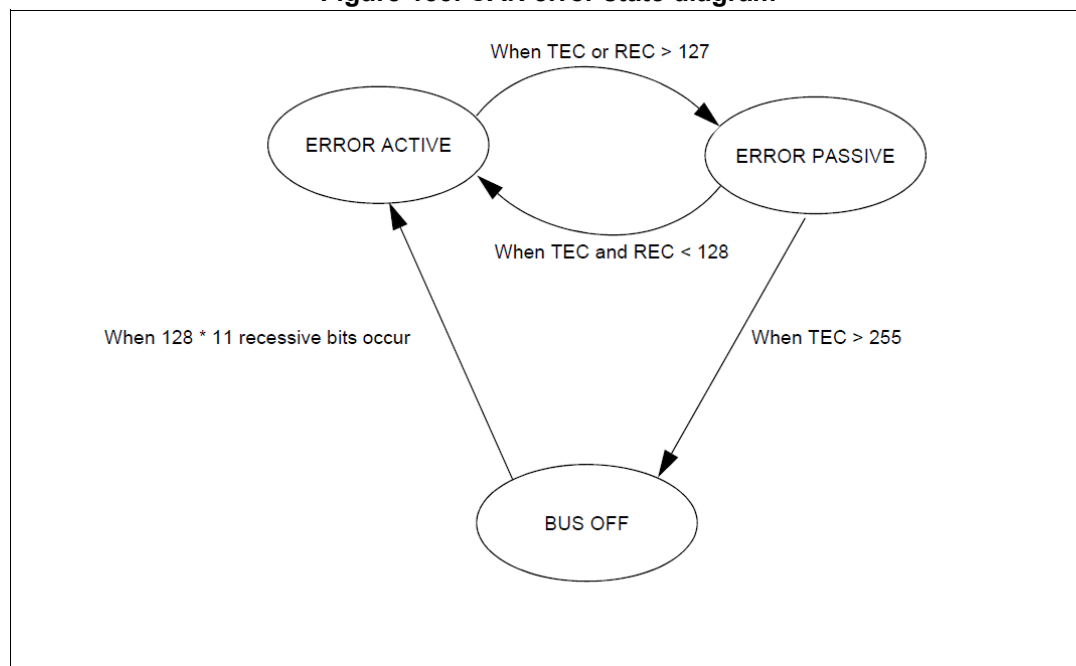 When TEC or REC > 127
ERROR ACTIVE
ERROR PASSIVE
When TEC and REC < 128
When 128 * 11 recessive bits occur
When TEC > 255
BUS OFF